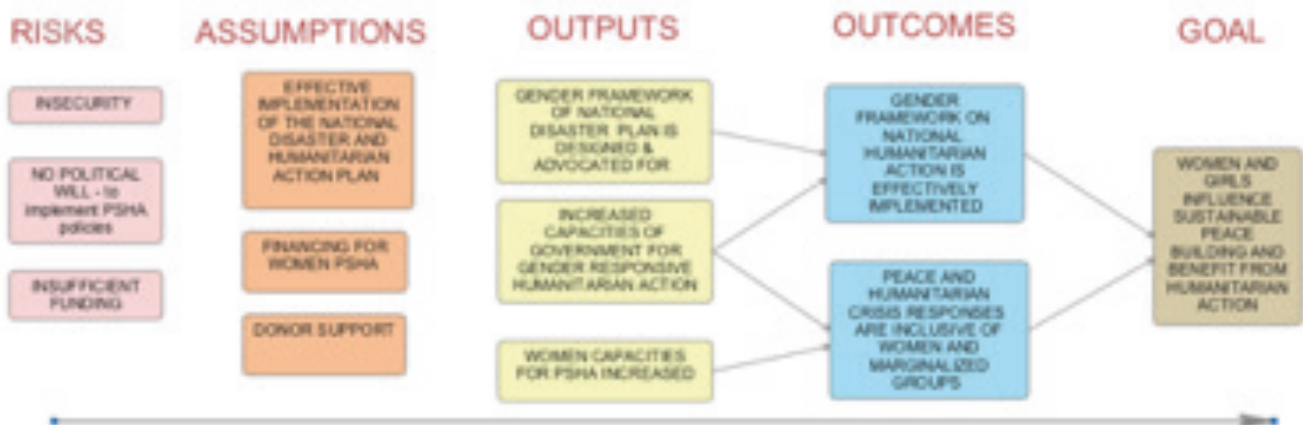 RISKS
ASSUMPTIONS
OUTPUTS
OUTCOMES
GOAL
INSECURITY
NO POLITICAL
WILL - to
implement PSHA
policies
INSUFFICIENT
FUNDING
EFFECTIVE
IMPLEMENTATION
OF THE NATIONAL
DISASTER AND
HUMANITARIAN
ACTION PLAN
FINANCING FOR
WOMEN PSHA
DONOR SUPPORT
GENDER FRAMEWORK
OF NATIONAL
DISASTER PLAN IS
DESIGNED &
ADVOCATED FOR
INCREASED
CAPACITIES OF
GOVERNMENT FOR
GENDER RESPONSIVE
HUMANITARIAN ACTION
WOMEN CAPACITIES
FOR PSHA INCREASED
GENDER
FRAMEWORK ON
NATIONAL
HUMANITARIAN
ACTION IS
EFFECTIVELY
IMPLEMENTED
PEACE AND
HUMANITARIAN
CRISIS RESPONSES
ARE INCLUSIVE OF
WOMEN AND
MARGINALIZED
GROUPS
WOMEN AND
GIRLS
INFLUENCE
SUSTAINABLE
PEACE
BUILDING AND
BENEFIT FROM
HUMANITARIAN
ACTION